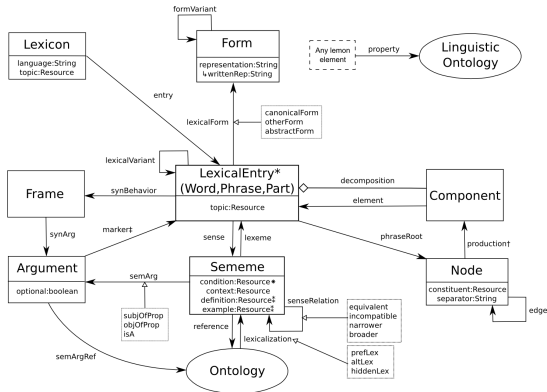 formVariant
Lexicon
language:String
topic:Resource
Form
representation:String
↳writtenRep:String
Any lemon
element
property
Linguistic
Ontology
entry
lexicalForm
canonicalForm
otherForm
abstractForm
lexicalVariant
LexicalEntry*
(Word,Phrase,Part)
topic:Resource
decomposition
element
Component
Frame
synBehavior
synArg
marker‡
sense
lexeme
phraseRoot
production†
Argument
optional:boolean
semArg
Sememe
condition:Resource*
context:Resource
definition:Resource‡
example:Resource‡
senseRelation
equivalent
incompatible
narrower
broader
Node
constituent:Resource
separator:String
edge
subjOfProp
objOfProp
isA
reference
lexicalization
prefLex
altLex
hiddenLex
semArgRef
Ontology